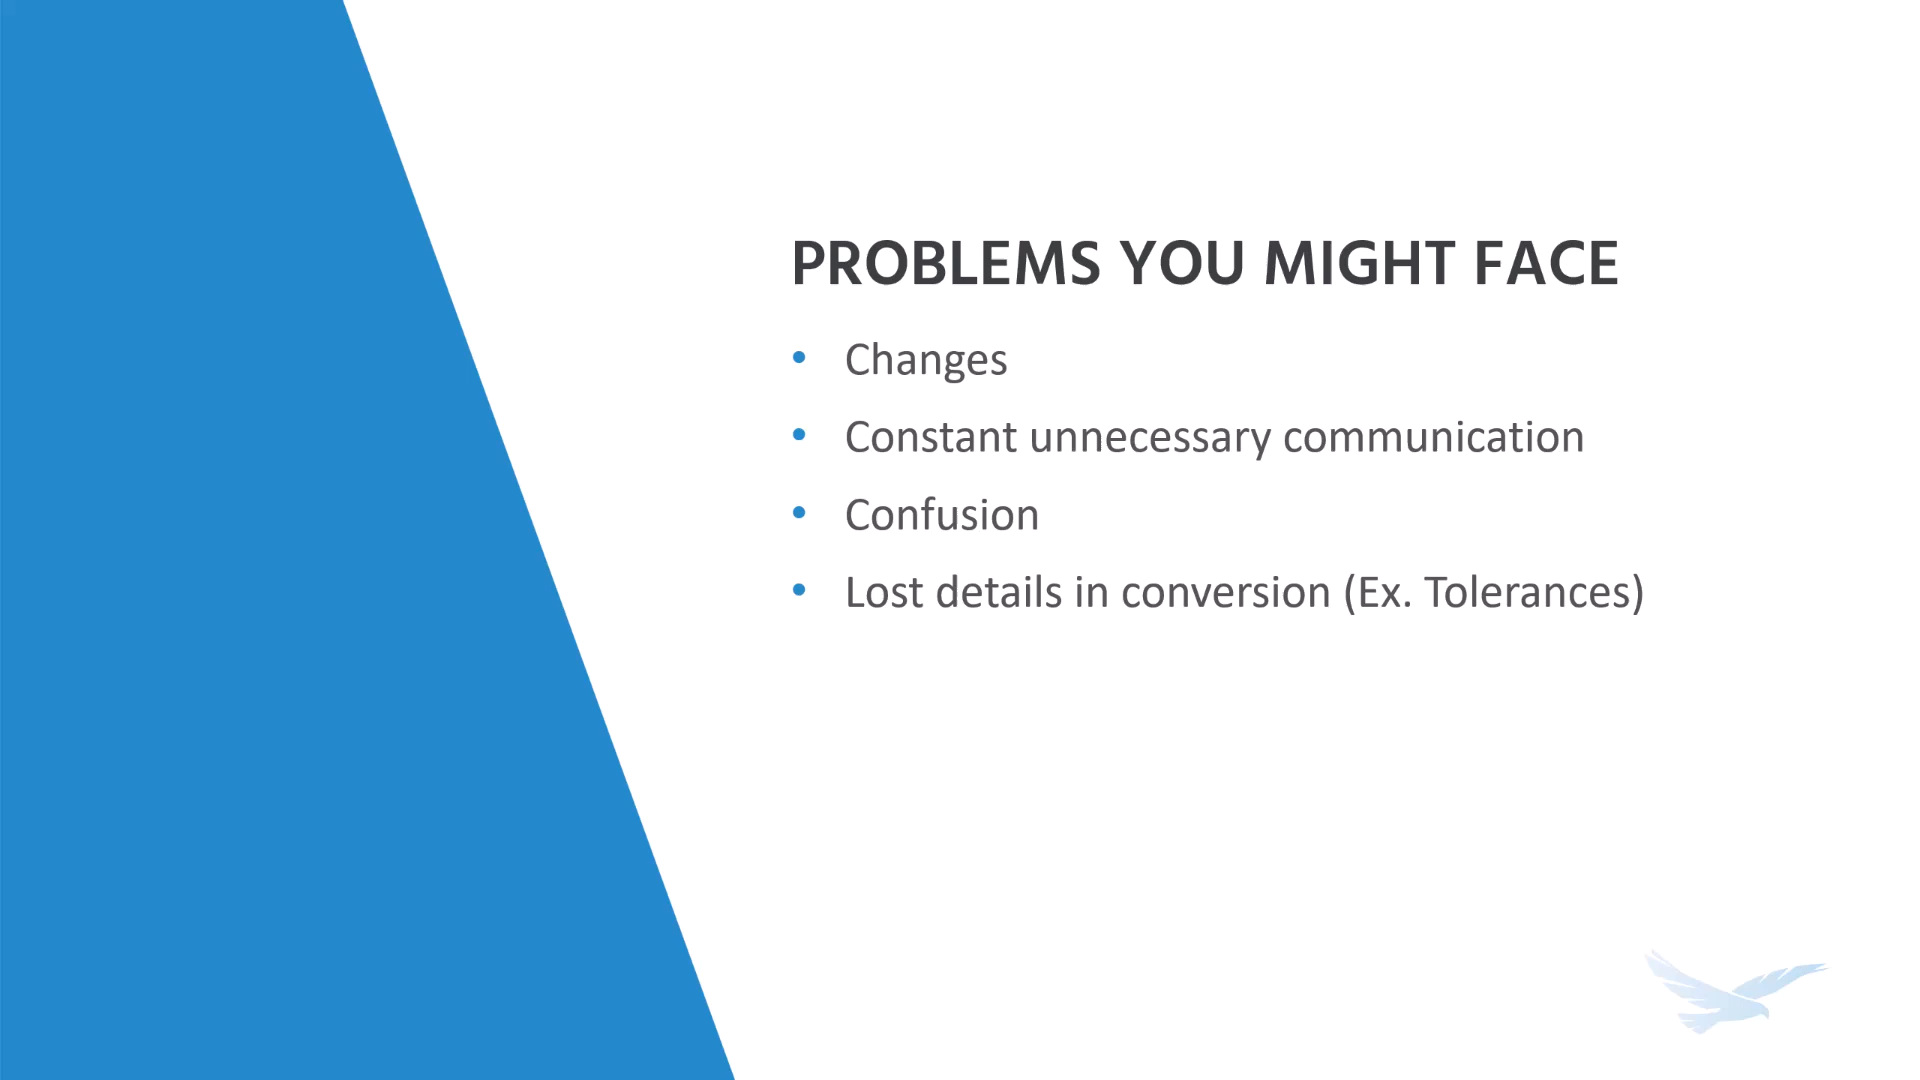 PROBLEMS YOU MIGHT FACE
• Changes
• Constant unnecessary communication
• Confusion
• Lost details in conversion (Ex. Tolerances)